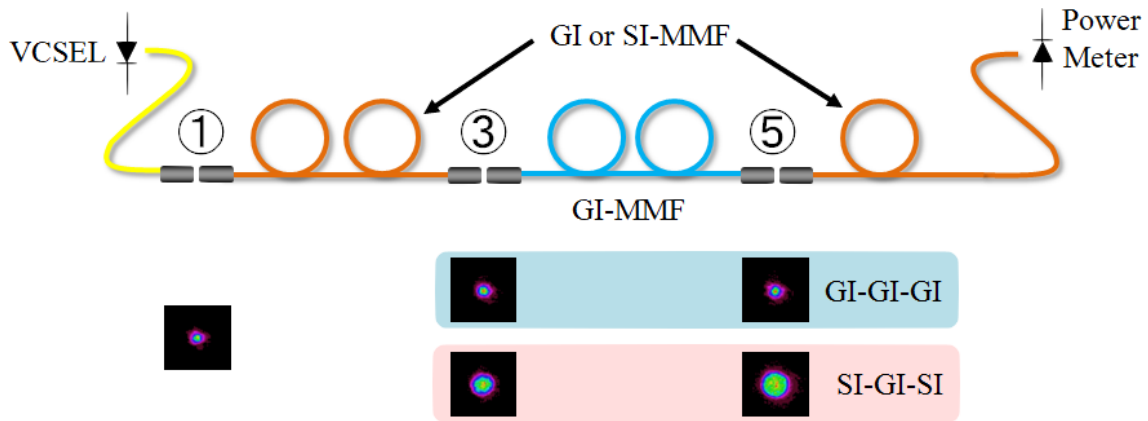 VCSEL
GI or SI-MMF
Power
Meter
①
③
⑤
GI-MMF
GI-GI-GI
SI-GI-SI